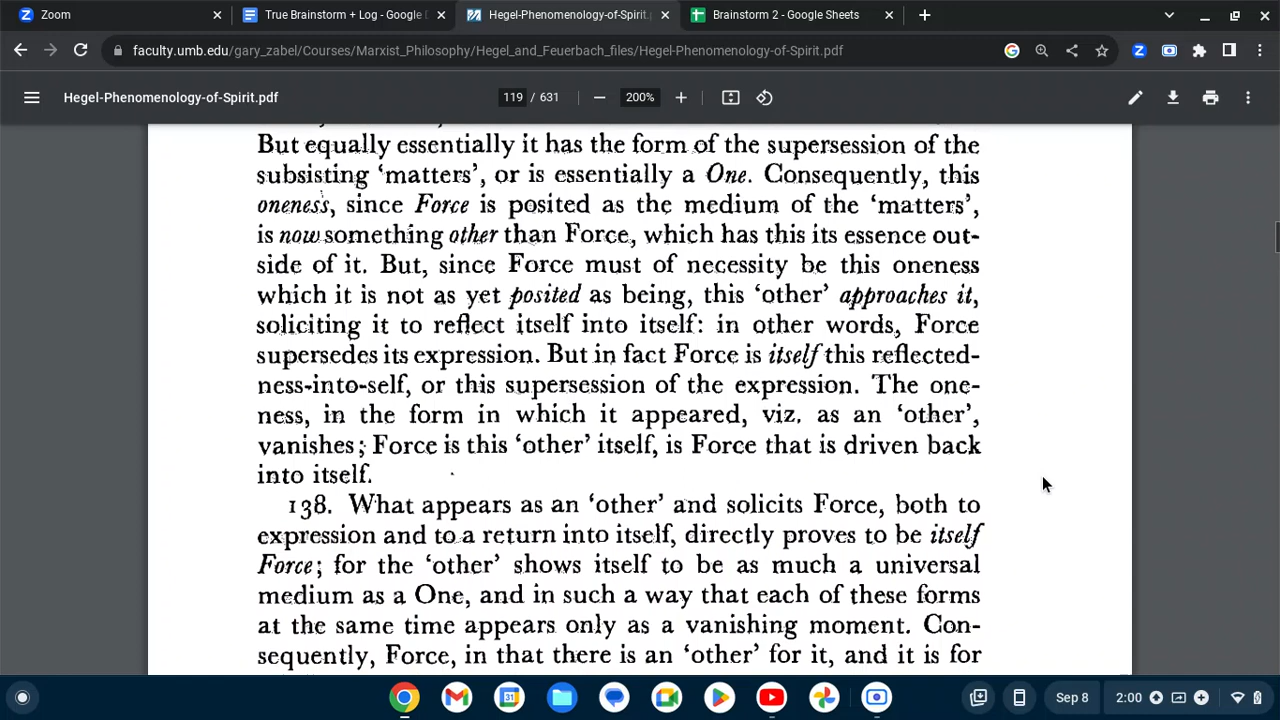 Zoom
True Brainstorm + Log - Google D
Hegel-Phenomenology-of-Spirit.p
Brainstorm 2 - Google Sheets
faculty.umb.edu/gary_zabel/Courses/Marxist_Philosophy/Hegel_and_Feuerbach_files/Hegel-Phenomenology-of-Spirit.pdf
Hegel-Phenomenology-of-Spirit.pdf
119 / 631
200%
But equally essentially it has the form of the supersession of the
subsisting ‘matters’, or is essentially a One. Consequently, this
oneness, since Force is posited as the medium of the ‘matters’,
is now something other than Force, which has this its essence out-
side of it. But, since Force must of necessity be this oneness
which it is not as yet posited as being, this ‘other’ approaches it,
soliciting it to reflect itself into itself: in other words, Force
supersedes its expression. But in fact Force is itself this reflected-
ness-into-self, or this supersession of the expression. The one-
ness, in the form in which it appeared, viz. as an ‘other’,
vanishes; Force is this ‘other’ itself, is Force that is driven back
into itself.
138. What appears as an ‘other’ and solicits Force, both to
expression and to a return into itself, directly proves to be itself
Force; for the ‘other’ shows itself to be as much a universal
medium as a One, and in such a way that each of these forms
at the same time appears only as a vanishing moment. Con-
sequently, Force, in that there is an ‘other’ for it, and it is for
Sep 8
2:00